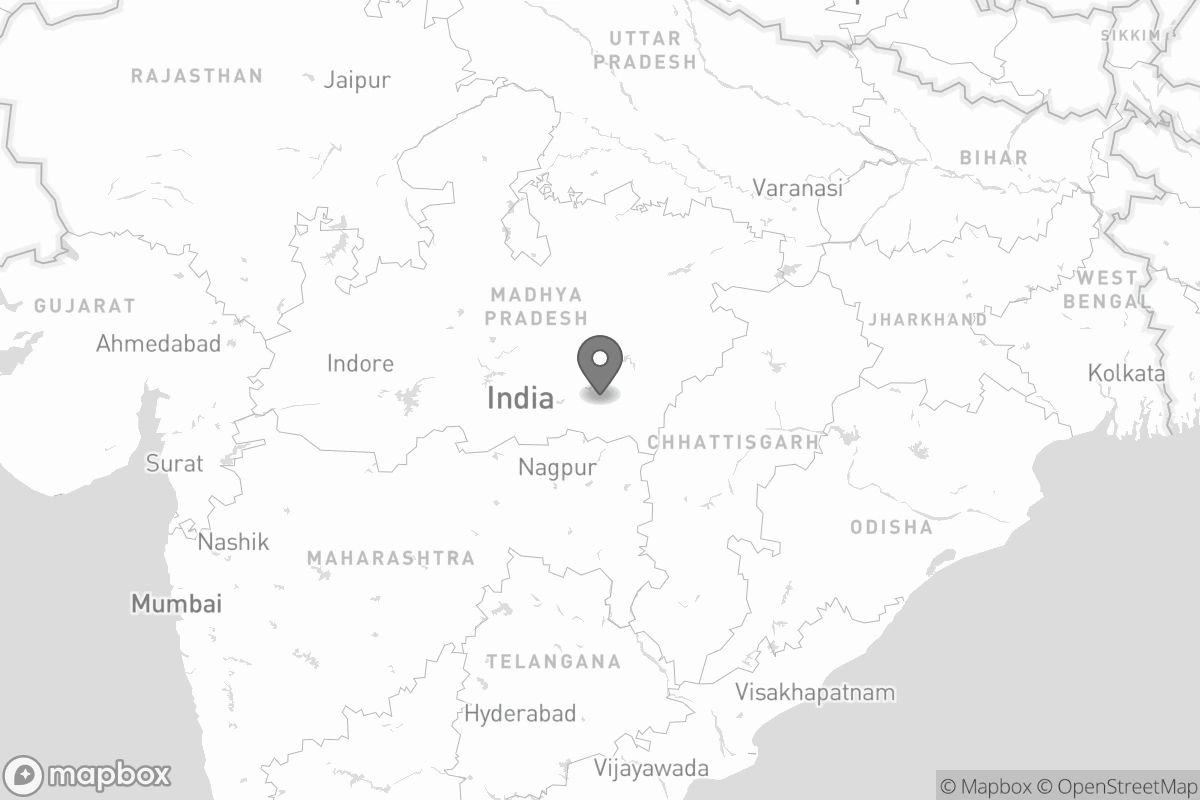 SIKKIM
UTTAR
PRADESH
RAJASTHAN
Jaipur
BIHAR
Varanasi
WEST
BENGAL
MADHYA
PRADESH
GUJARAT
JHARKHAND
Ahmedabad
Indore
Kolkata
India
CHHATTISGARH
Surat
Nagpur
ODISHA
Nashik
MAHARASHTRA
Mumbai
TELANGANA
Visakhapatnam
Hyderabad
Vijayawada
mapbox
© Mapbox © OpenStreetMap